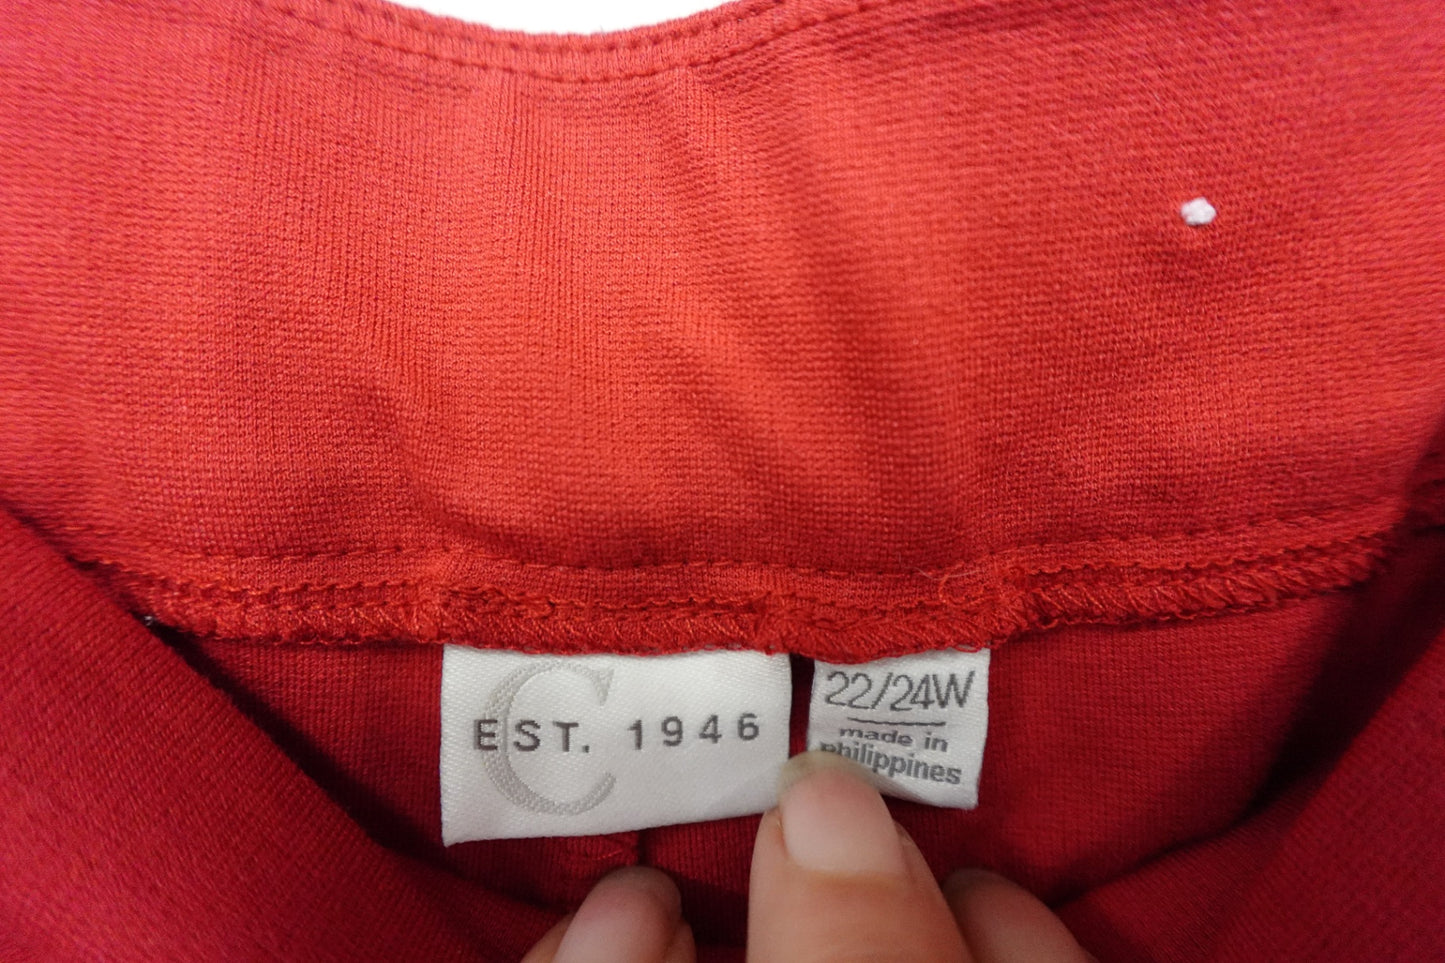 C
EST. 1946
22/24W
made in
philippines